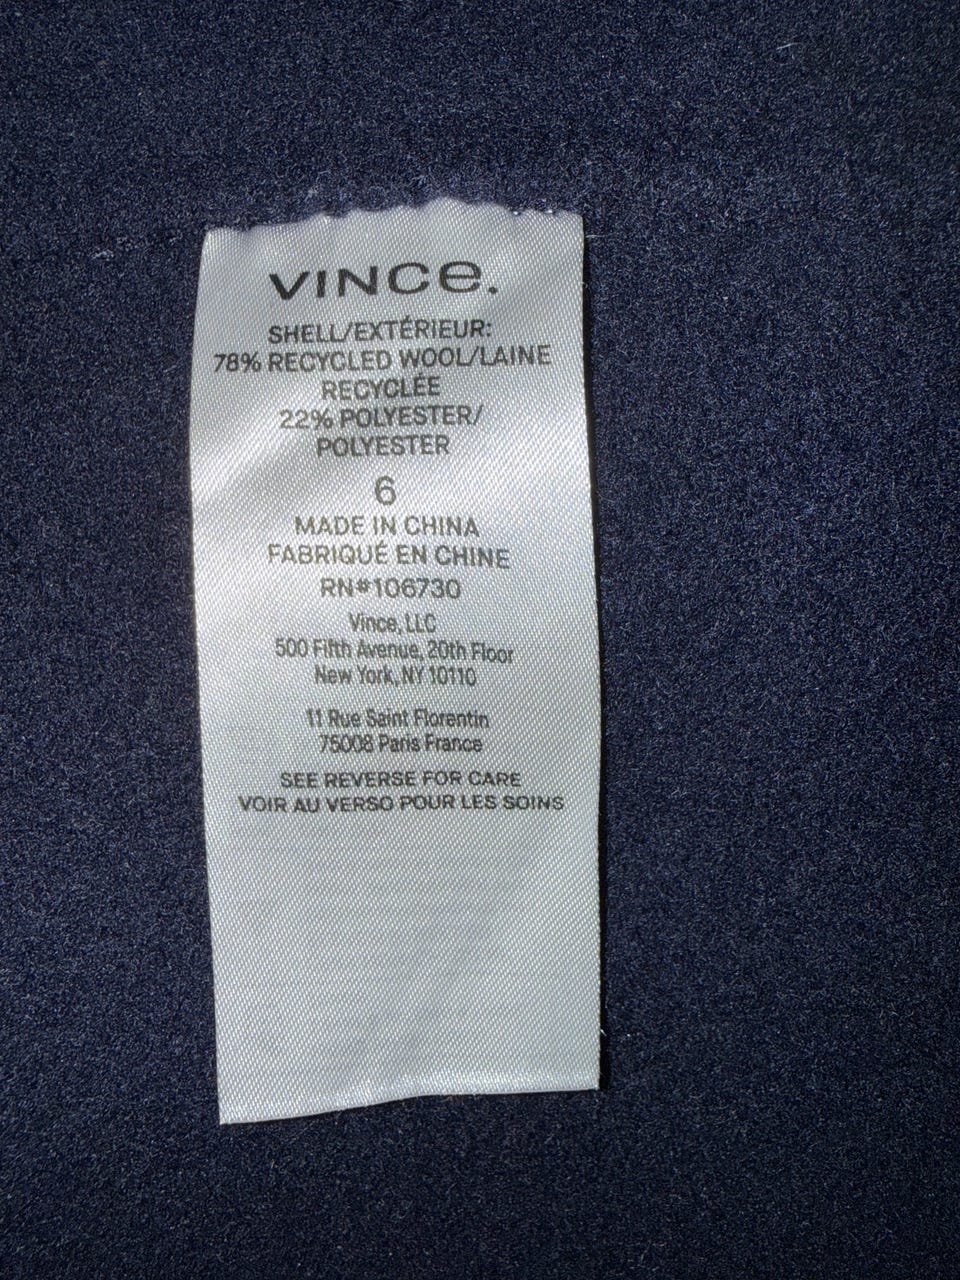 VINCe.
SHELL/EXTÉRIEUR:
78% RECYCLED WOOL/LAINE
RECYCLÉE
22% POLYESTER/
POLYESTER
6
MADE IN CHINA
FABRIQUÉ EN CHINE
RN#106730
Vince, LLC
500 Fifth Avenue, 20th Floor
New York, NY 10110
11 Rue Saint Florentin
75008 Paris France
SEE REVERSE FOR CARE
VOIR AU VERSO POUR LES SOINS